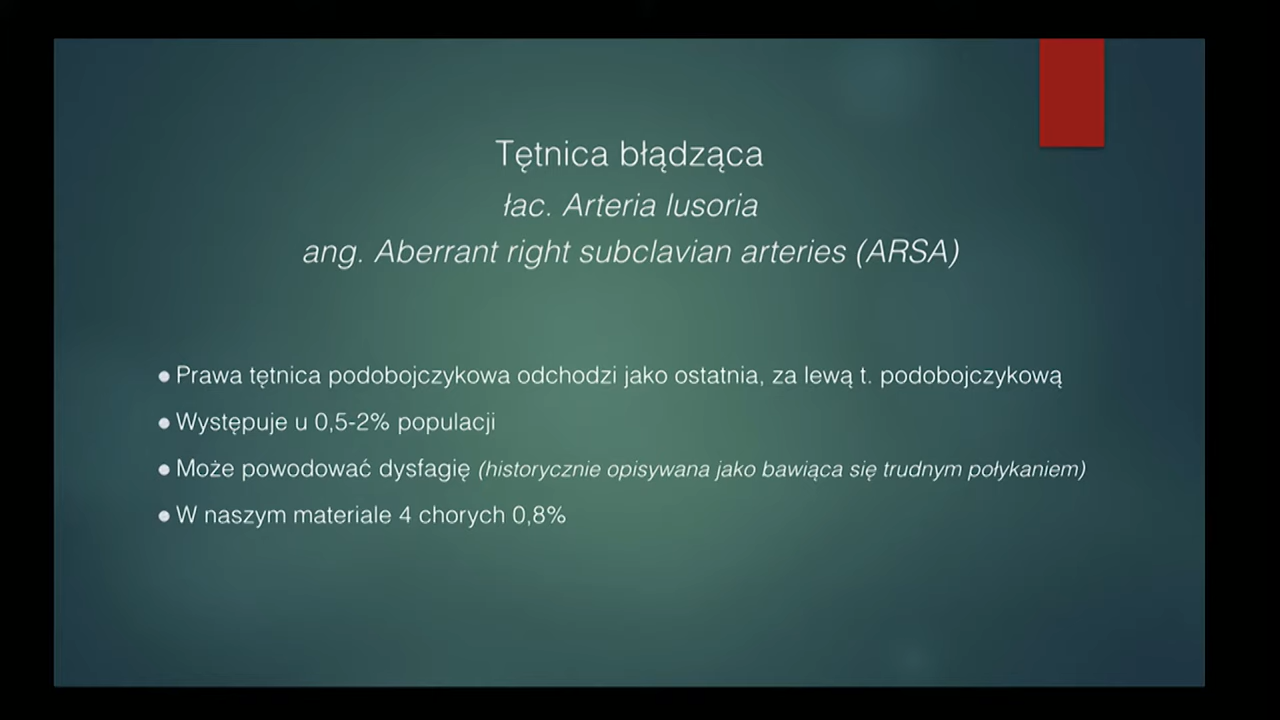 Tętnica błądząca
łac. Arteria lusoria
ang. Aberrant right subclavian arteries (ARSA)
● Prawa tętnica podobojczykowa odchodzi jako ostatnia, za lewą t. podobojczykową
● Występuje u 0,5-2% populacji
● Może powodować dysfagię (historycznie opisywana jako bawiąca się trudnym połykaniem)
● W naszym materiale 4 chorych 0,8%